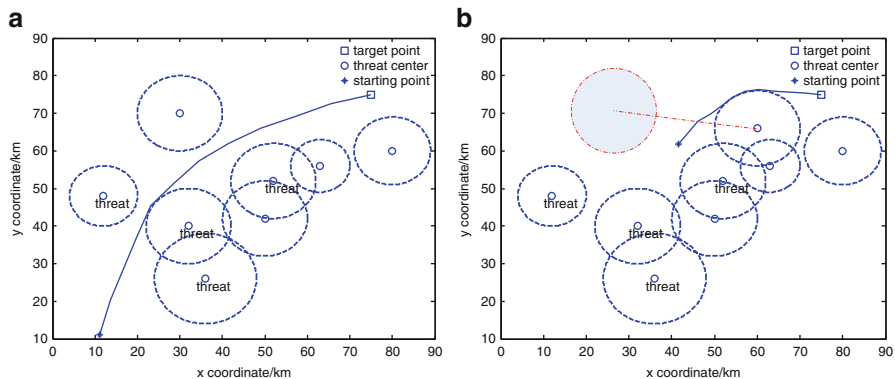 a
90
80
70
60
50
40
30
20
10
0 10 20 30 40 50 60 70 80 90
y coordinate/km
x coordinate/km
target point
threat center
starting point
threat
threat
threat
threat
b
90
80
70
60
50
40
30
20
10
0 10 20 30 40 50 60 70 80 90
y coordinate/km
x coordinate/km
target point
threat center
starting point
threat
threat
threat
threat